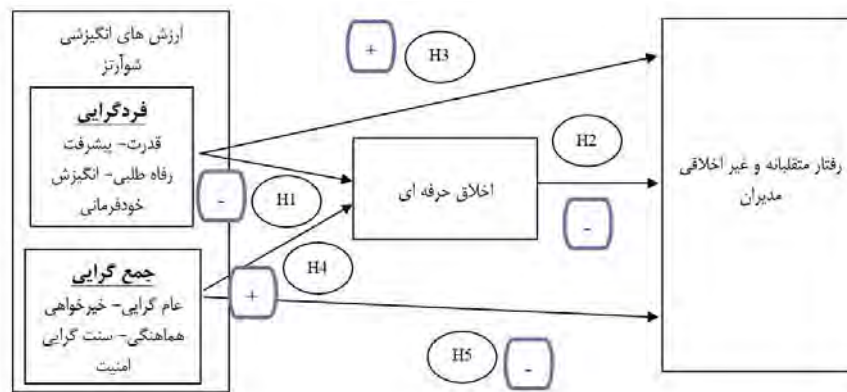 ارزش های انگیزشی
شوآرتز
فردگرایی
قدرت- پیشرفت
رفاه طلبی- انگیزش
خودفرمانی
جمع گرایی
عام گرایی- خیرخواهی
هماهنگی- سنت گرایی
امنیت
+
H3
-
H1
H4
+
اخلاق حرفه ای
H2
-
H5
-
رفتار متقلبانه و غیر اخلاقی
مدیران